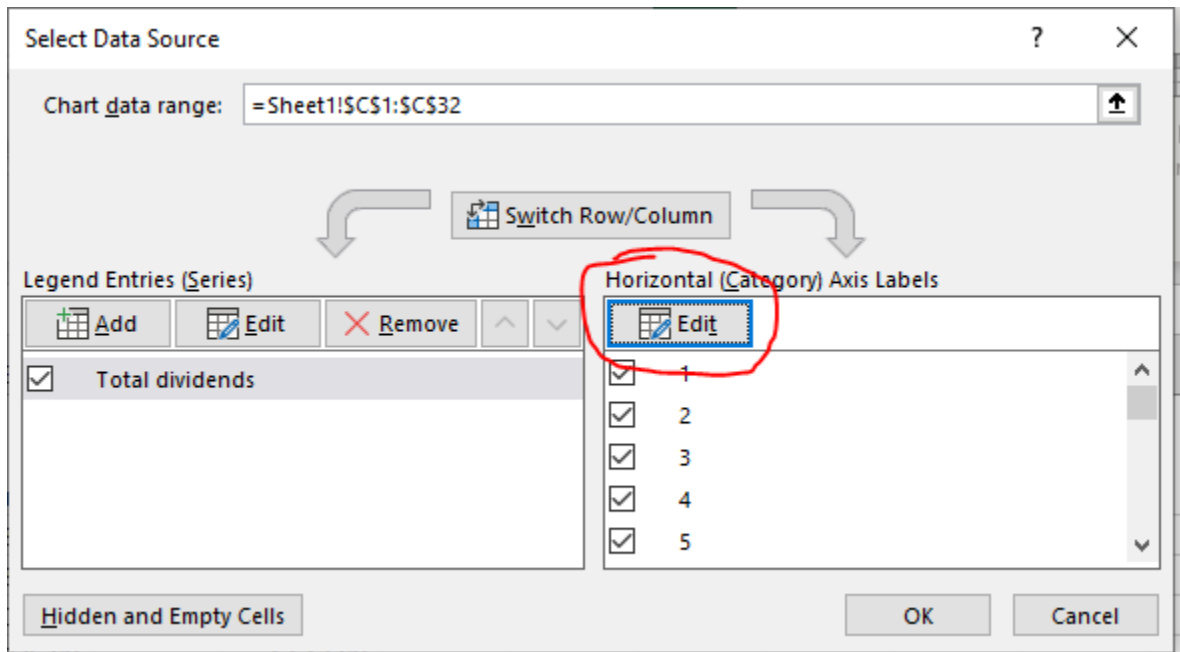 Select Data Source ? ×
Chart data range: =Sheet1!$C$1:$C$32
Switch Row/Column
Legend Entries (Series)
Add Edit Remove
Total dividends
Horizontal (Category) Axis Labels
Edit
1
2
3
4
5
Hidden and Empty Cells
OK Cancel